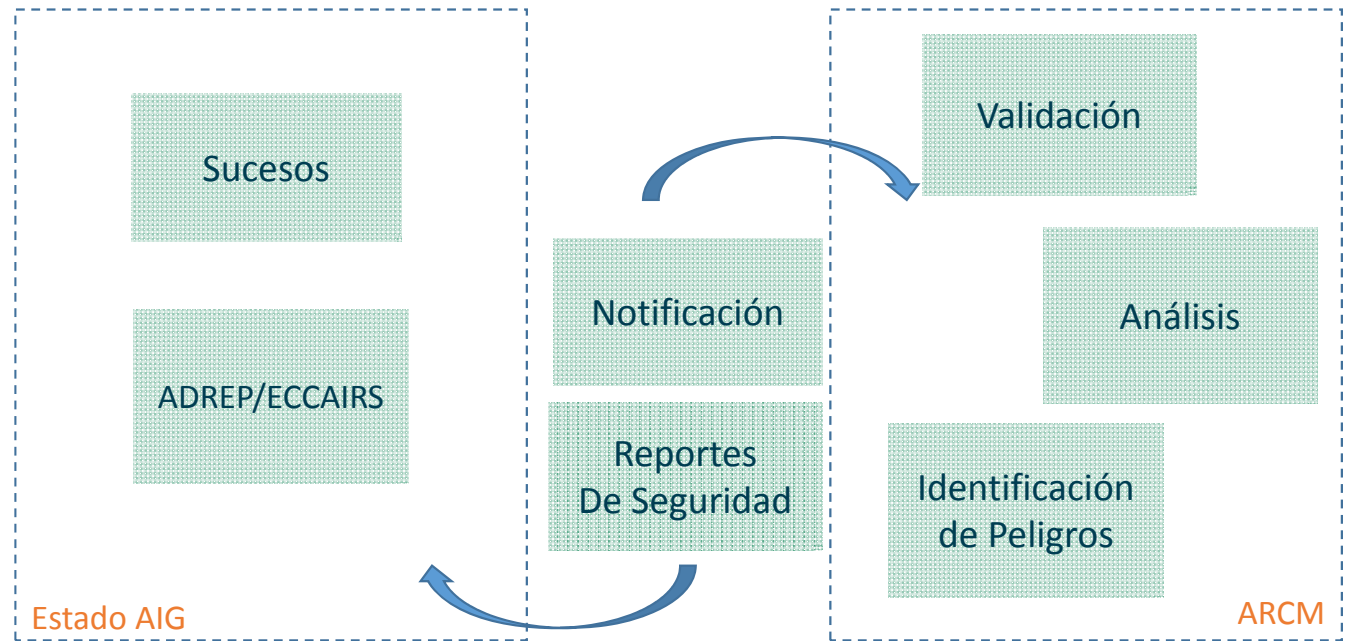 Sucesos
ADREP/ECCAIRS
Estado AIG
Notificación
Reportes
De Seguridad
Validación
Análisis
Identificación
de Peligros
ARCM